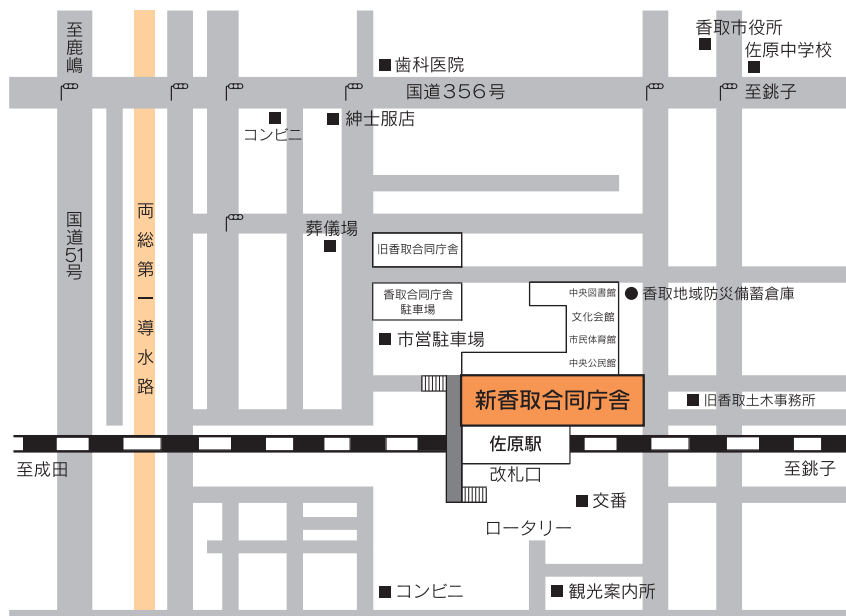 至鹿嶋
香取市役所
佐原中学校
歯科医院
国道356号
至銚子
コンビニ
紳士服店
両総第一導水路
国道51号
葬儀場
旧香取合同庁舎
香取合同庁舎
駐車場
中央図書館
文化会館
市民体育館
中央公民館
香取地域防災備蓄倉庫
市営駐車場
新香取合同庁舎
旧香取土木事務所
佐原駅
至成田
改札口
至銚子
交番
ロータリー
コンビニ
観光案内所